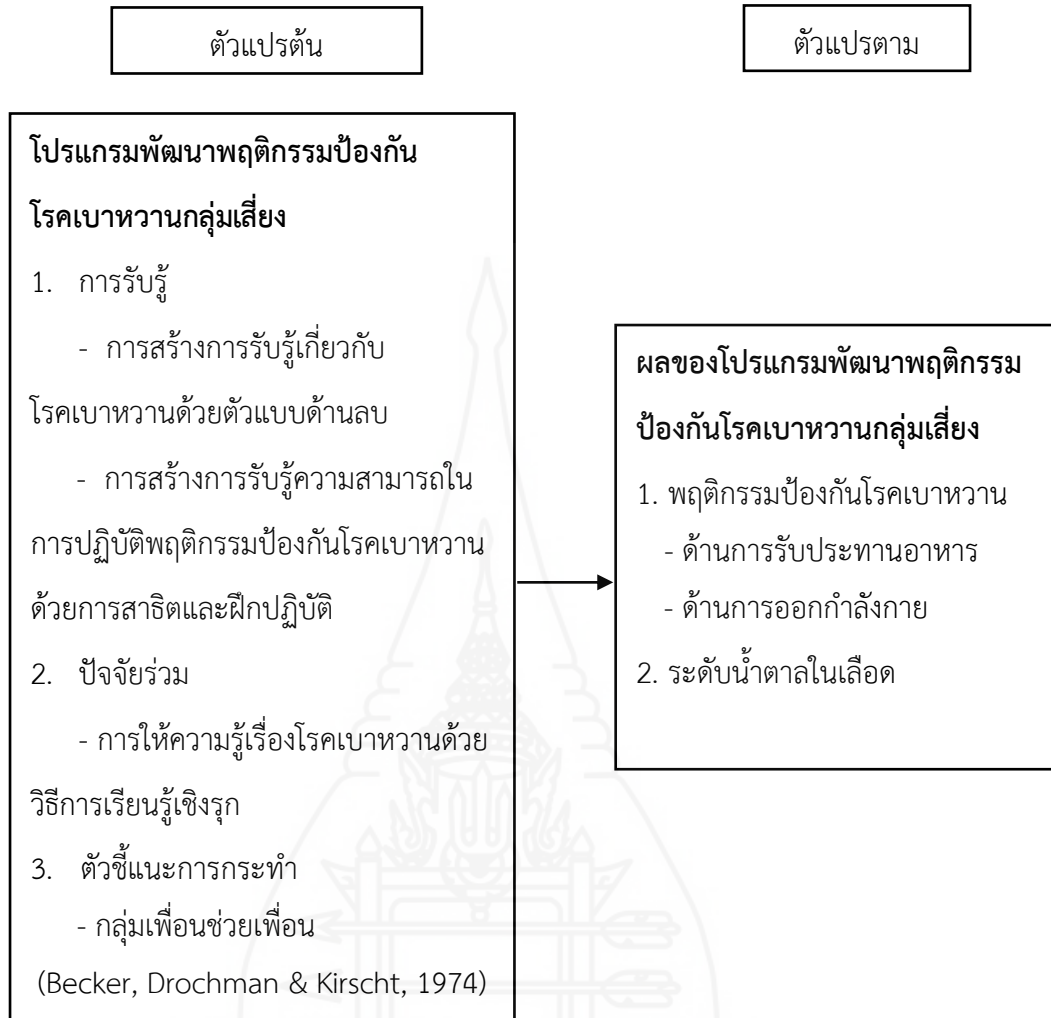 ตัวแปรต้น
ตัวแปรตาม
โปรแกรมพัฒนาพฤติกรรมป้องกัน
โรคเบาหวานกลุ่มเสี่ยง
1. การรับรู้
- การสร้างการรับรู้เกี่ยวกับ
โรคเบาหวานด้วยตัวแบบด้านลบ
- การสร้างการรับรู้ความสามารถใน
การปฏิบัติพฤติกรรมป้องกันโรคเบาหวาน
ด้วยการสาธิตและฝึกปฏิบัติ
2. ปัจจัยร่วม
- การให้ความรู้เรื่องโรคเบาหวานด้วย
วิธีการเรียนรู้เชิงรุก
3. ตัวชี้แนะการกระทำ
- กลุ่มเพื่อนช่วยเพื่อน
(Becker, Drochman & Kirscht, 1974)
ผลของโปรแกรมพัฒนาพฤติกรรม
ป้องกันโรคเบาหวานกลุ่มเสี่ยง
1. พฤติกรรมป้องกันโรคเบาหวาน
- ด้านการรับประทานอาหาร
- ด้านการออกกำลังกาย
2. ระดับน้ำตาลในเลือด